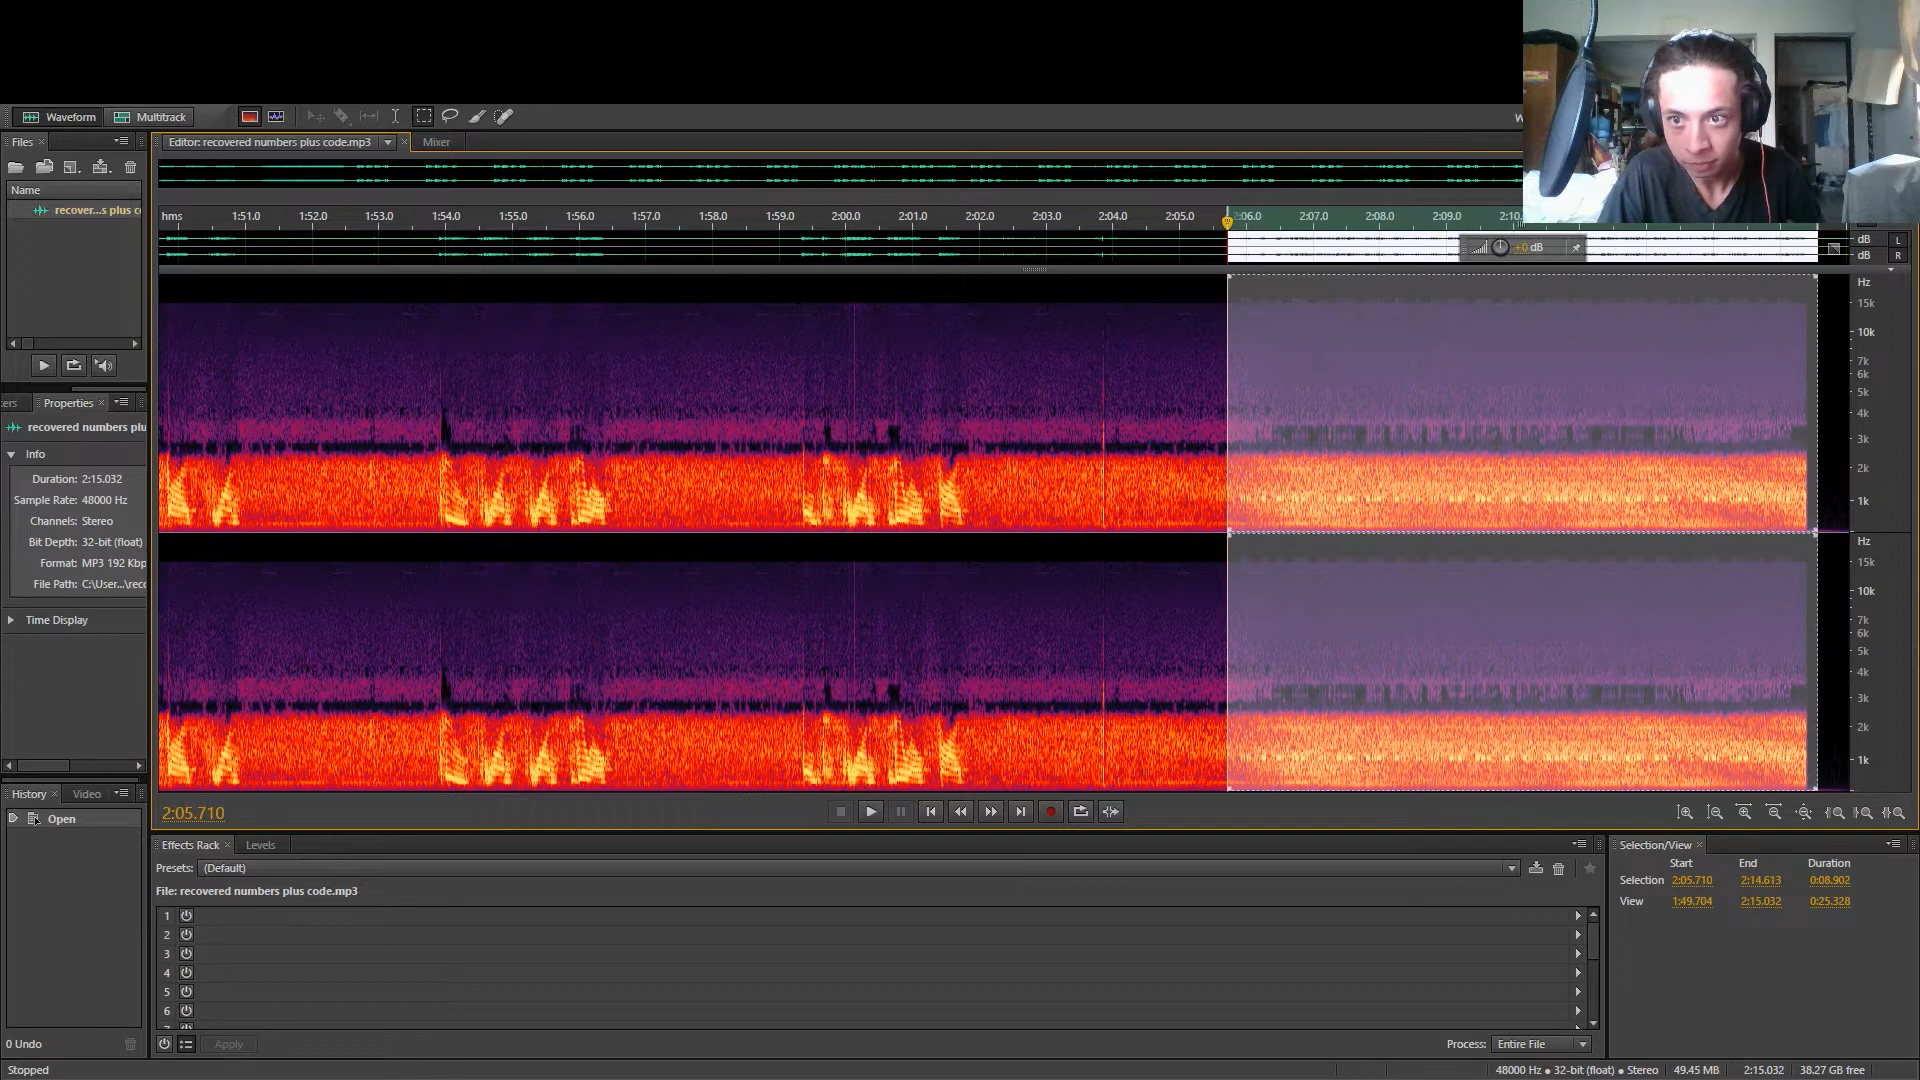 Waveform Multitrack W
Files Editor: recovered numbers plus code.mp3 Mixer
Name
recover...s plus c
hms 1:51.0 1:52.0 1:53.0 1:54.0 1:55.0 1:56.0 1:57.0 1:58.0 1:59.0 2:00.0 2:01.0 2:02.0 2:03.0 2:04.0 2:05.0 2:06.0 2:07.0 2:08.0 2:09.0 2:10
dB L
+0 dB
dB R
Hz
15k
10k
7k
6k
5k
4k
3k
2k
1k
Hz
15k
10k
7k
6k
5k
4k
3k
2k
1k
ers Properties
recovered numbers plu
Info
Duration: 2:15.032
Sample Rate: 48000 Hz
Channels: Stereo
Bit Depth: 32-bit (float)
Format: MP3 192 Kbp
File Path: C:\User...\rec
Time Display
History Video
Open
0 Undo
2:05.710
Effects Rack Levels
Presets: (Default)
File: recovered numbers plus code.mp3
1
2
3
4
5
6
Apply
Process: Entire File
Selection/View
Start End Duration
Selection 2:05.710 2:14.613 0:08.902
View 1:49.704 2:15.032 0:25.328
Stopped
48000 Hz ● 32-bit (float) ● Stereo 49.45 MB 2:15.032 38.27 GB free